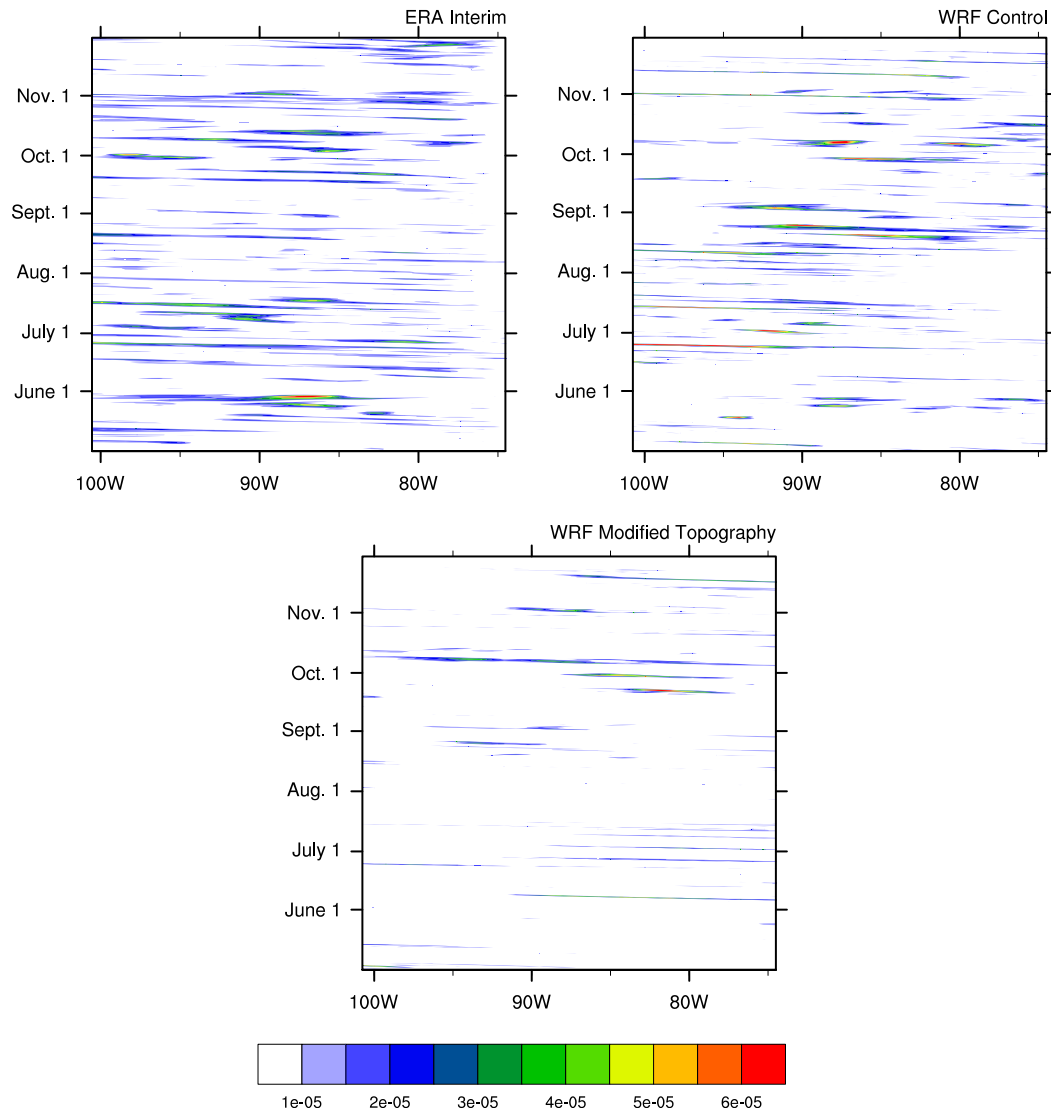 ERA Interim
Nov. 1
Oct. 1
Sept. 1
Aug. 1
July 1
June 1
100W 90W 80W
WRF Control
Nov. 1
Oct. 1
Sept. 1
Aug. 1
July 1
June 1
100W 90W 80W
WRF Modified Topography
Nov. 1
Oct. 1
Sept. 1
Aug. 1
July 1
June 1
100W 90W 80W
1e-05 2e-05 3e-05 4e-05 5e-05 6e-05